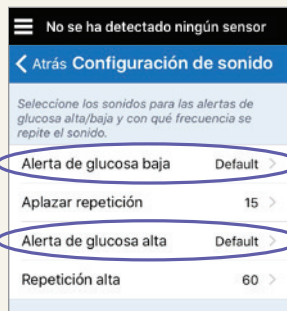 No se ha detectado ningún sensor
Atrás Configuración de sonido
Seleccione los sonidos para las alertas de
glucosa alta/baja y con qué frecuencia se
repite el sonido.
Alerta de glucosa baja Default
Aplazar repetición 15
Alerta de glucosa alta Default
Repetición alta 60